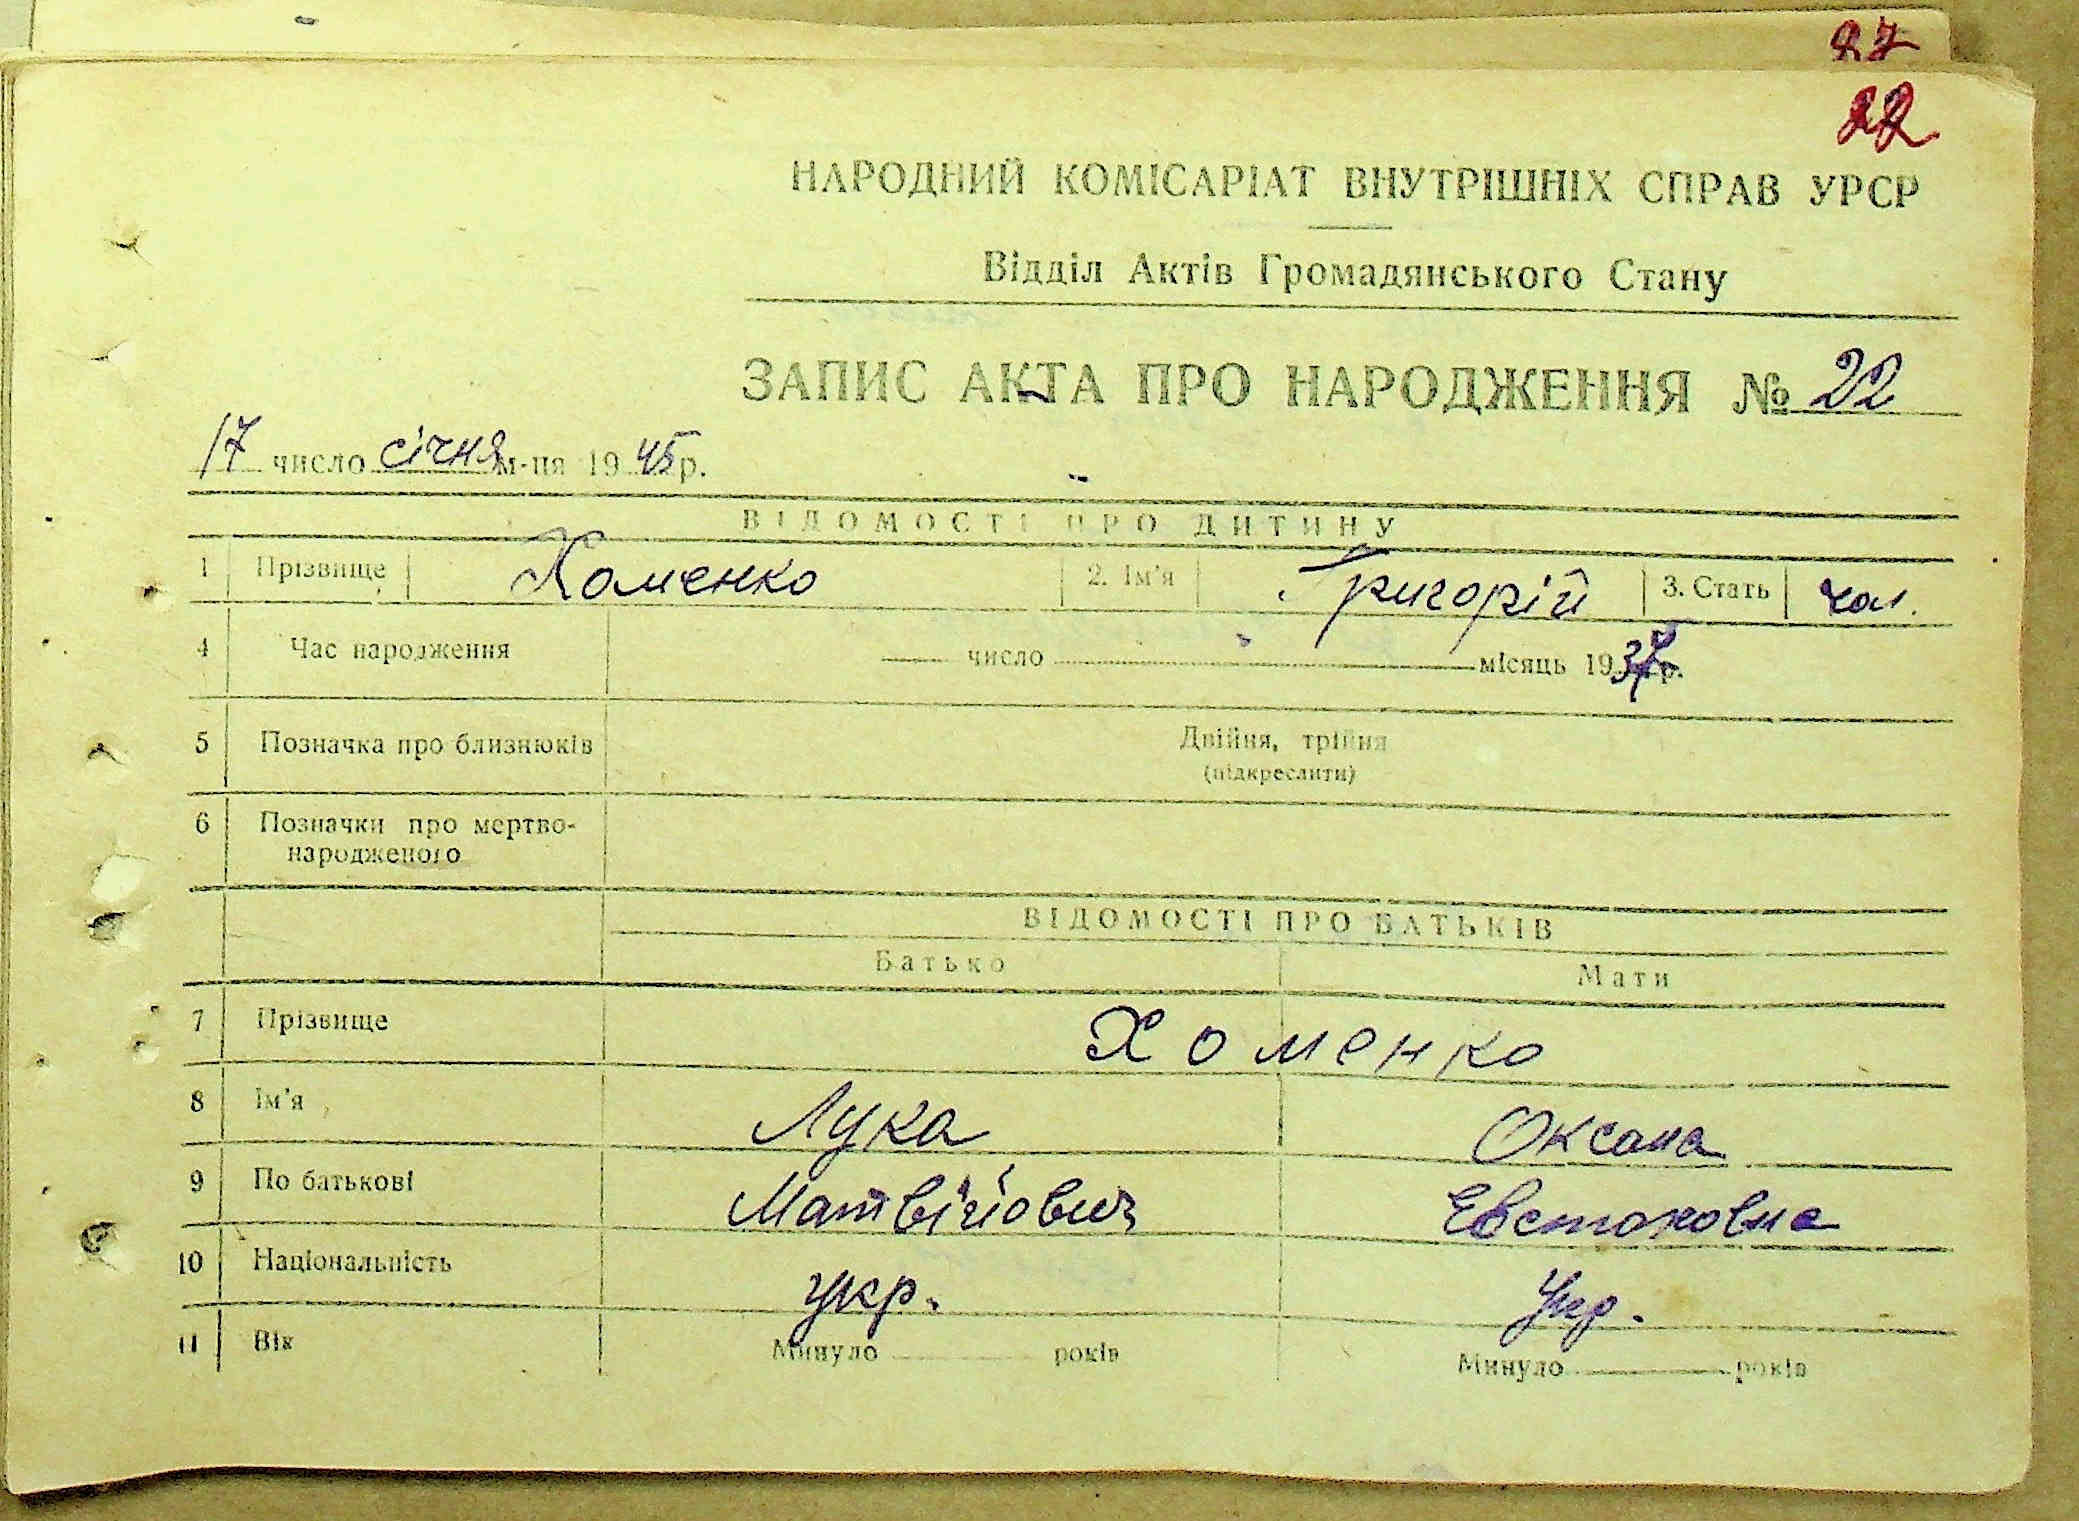 27
22
НАРОДНИЙ КОМІСАРІАТ ВНУТРІШНІХ СПРАВ УРСР
Відділ Актів Громадянського Стану
ЗАПИС АКТА ПРО НАРОДЖЕННЯ № 22
17 число січня м-ця 1945 р.
ВІДОМОСТІ ПРО ДИТИНУ
1 Прізвище Хоменко 2. Ім'я Григорій 3. Стать чол.
4 Час народження число місяць 1937 р.
5 Позначка про близнюків Двійня, трійня
(підкреслити)
6 Позначки про мертво-
народженого
ВІДОМОСТІ ПРО БАТЬКІВ
Батько Мати
7 Прізвище Хоменко
8 Ім'я Лука Оксана
9 По батькові Матвійович
10 Національність укр. Укр.
11 Вік Минуло років Минуло років